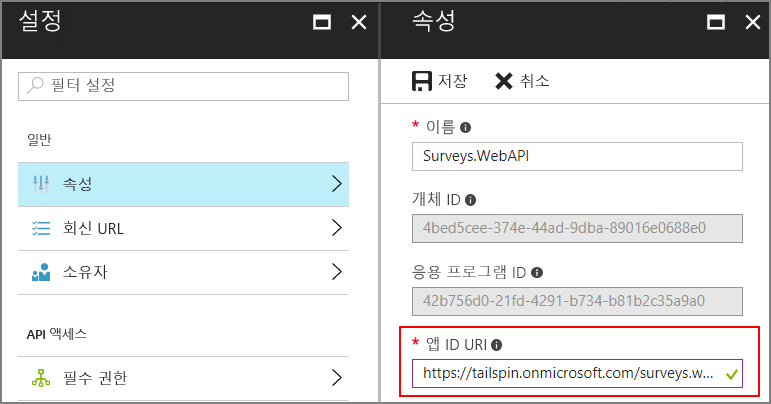 설정
필터 설정
일반
속성
회신 URL
소유자
API 액세스
필수 권한
속성
저장 취소
* 이름
Surveys.WebAPI
개체 ID
4bed5cee-374e-44ad-9dba-89016e0688e0
응용 프로그램 ID
42b756d0-21fd-4291-b734-b81b2c35a9a0
* 앱 ID URI
https://tailspin.onmicrosoft.com/surveys.w...